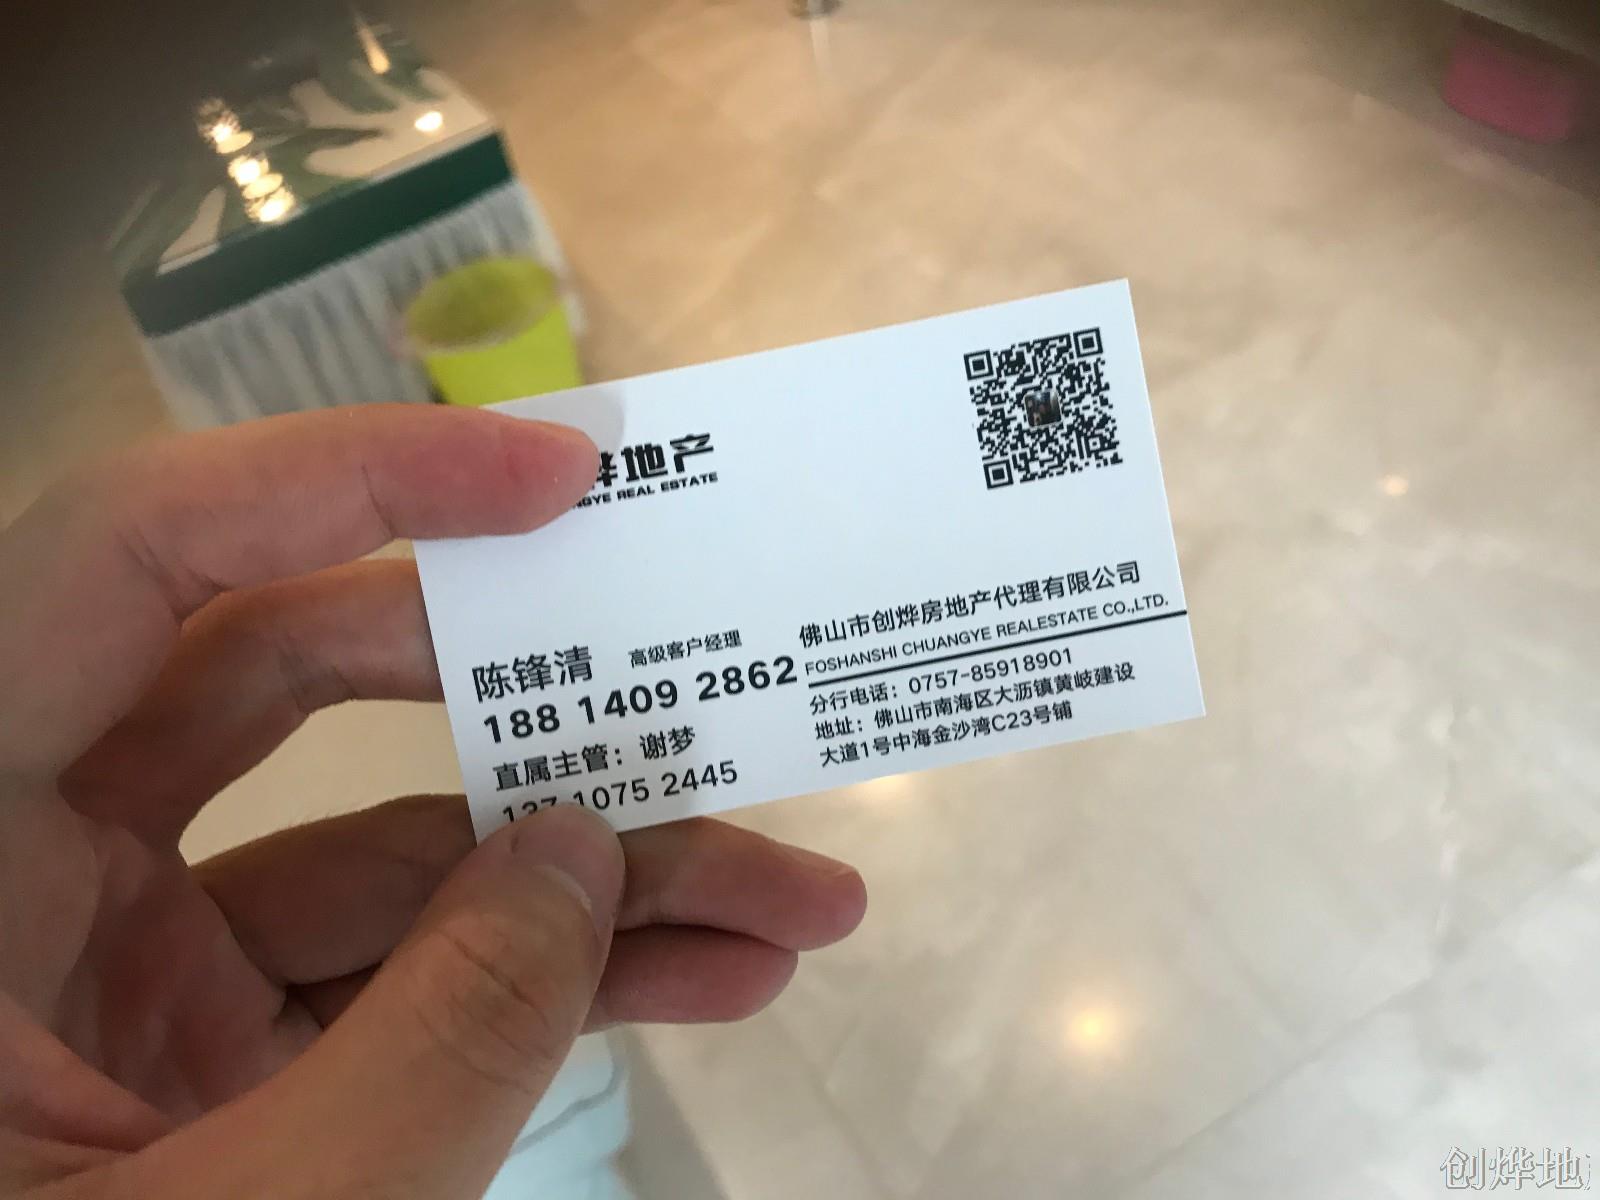 烨地产
NGYE REAL ESTATE
陈锋清 高级客户经理
188 1409 2862
直属主管：谢梦
137 1075 2445
佛山市创烨房地产代理有限公司
FOSHANSHI CHUANGYE REALESTATE CO.,LTD.
分行电话：0757-85918901
地址：佛山市南海区大沥镇黄岐建设
大道1号中海金沙湾C23号铺
创烨地